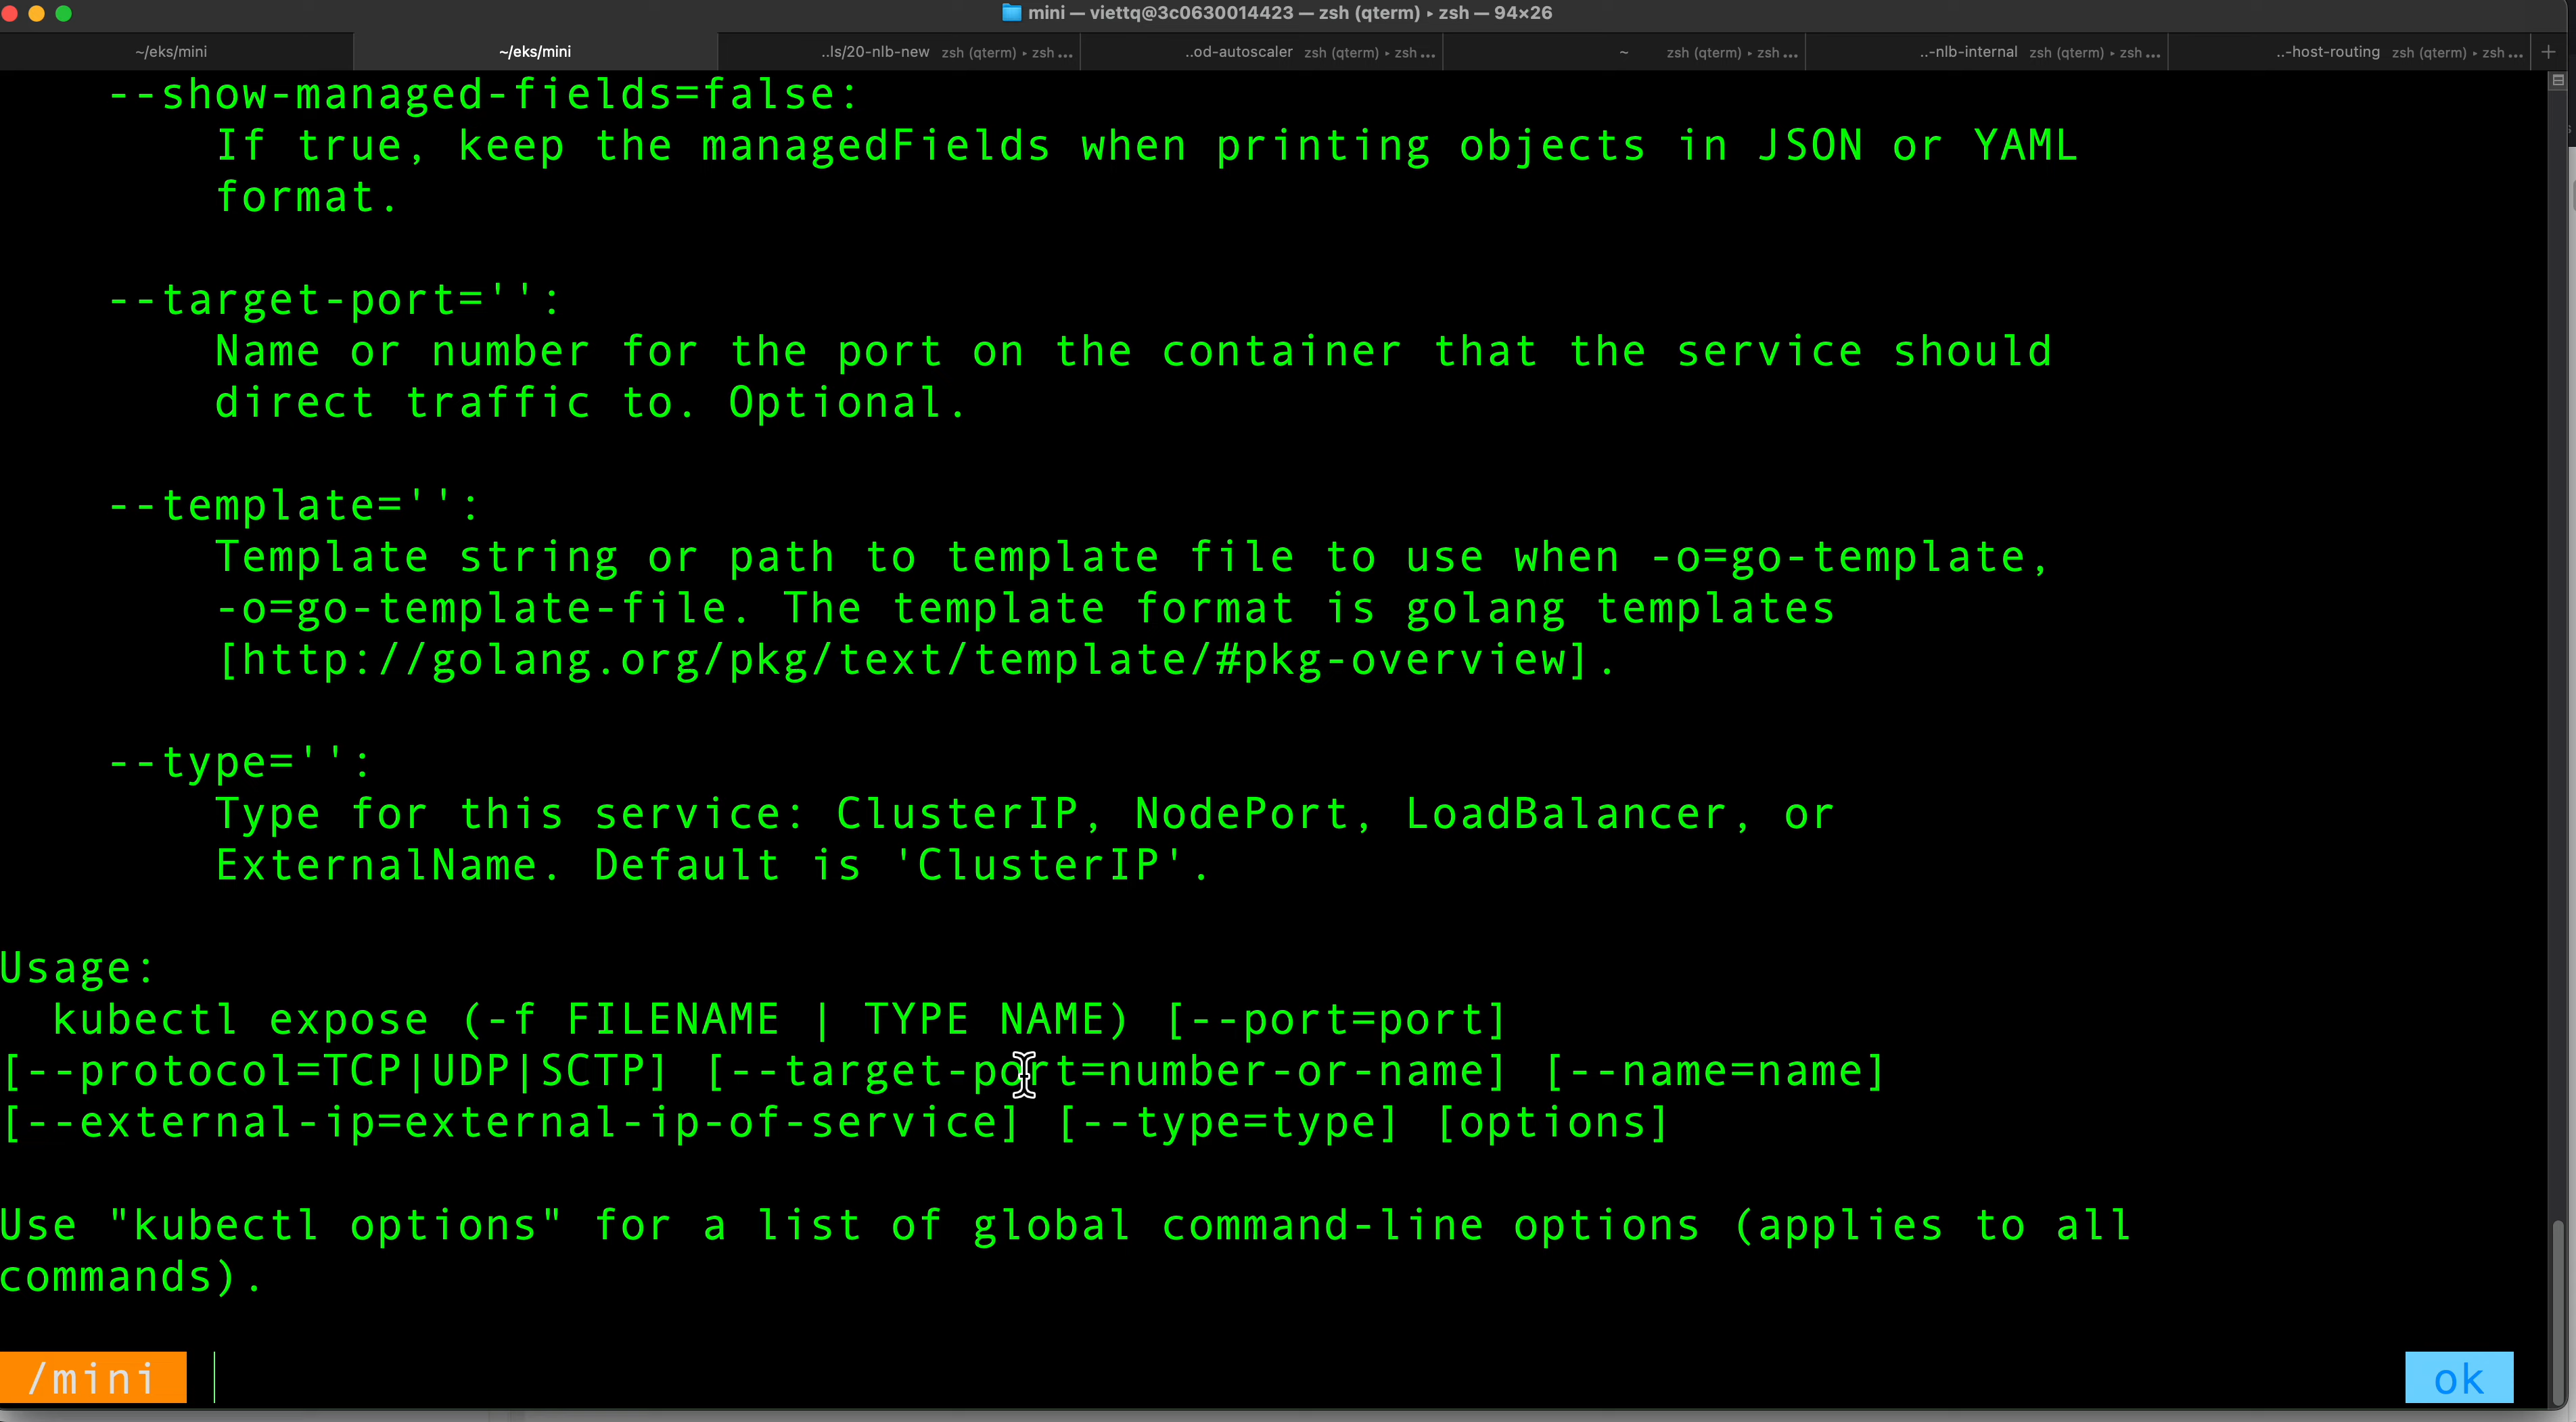 mini — viettq@3c0630014423 — zsh (qterm) ▸ zsh — 94×26
~/eks/mini
~/eks/mini
..ls/20-nlb-new zsh (qterm) ▸ zsh ...
..od-autoscaler zsh (qterm) ▸ zsh ...
~ zsh (qterm) ▸ zsh ...
..-nlb-internal zsh (qterm) ▸ zsh ...
..-host-routing zsh (qterm) ▸ zsh ...
--show-managed-fields=false:
If true, keep the managedFields when printing objects in JSON or YAML
format.
--target-port='':
Name or number for the port on the container that the service should
direct traffic to. Optional.
--template='':
Template string or path to template file to use when -o=go-template,
-o=go-template-file. The template format is golang templates
[http://golang.org/pkg/text/template/#pkg-overview].
--type='':
Type for this service: ClusterIP, NodePort, LoadBalancer, or
ExternalName. Default is 'ClusterIP'.
Usage:
kubectl expose (-f FILENAME | TYPE NAME) [--port=port]
[--protocol=TCP|UDP|SCTP] [--target-port=number-or-name] [--name=name]
[--external-ip=external-ip-of-service] [--type=type] [options]
Use "kubectl options" for a list of global command-line options (applies to all
commands).
/mini
ok